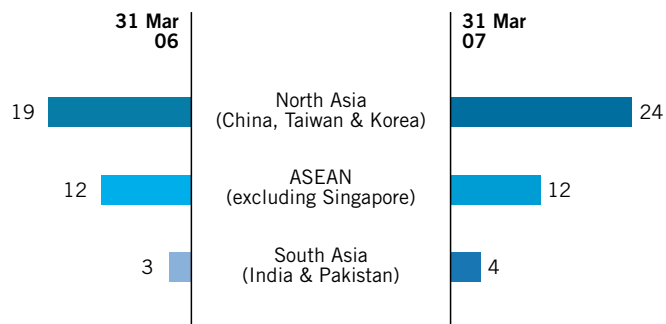 31 Mar
06
31 Mar
07
19
North Asia
(China, Taiwan & Korea)
24
12
ASEAN
(excluding Singapore)
12
3
South Asia
(India & Pakistan)
4